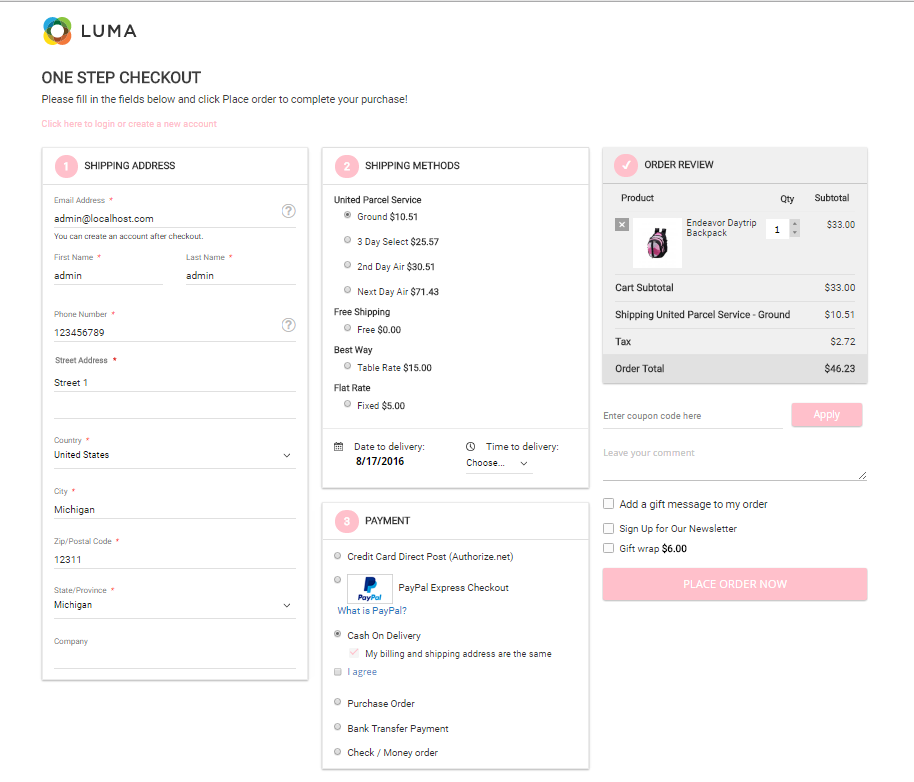 LUMA
ONE STEP CHECKOUT
Please fill in the fields below and click Place order to complete your purchase!
Click here to login or create a new account
1 SHIPPING ADDRESS
Email Address *
admin@localhost.com
?
You can create an account after checkout.
First Name * Last Name *
admin admin
Phone Number *
123456789
?
Street Address *
Street 1
Country *
United States
City *
Michigan
Zip/Postal Code *
12311
State/Province *
Michigan
Company
2 SHIPPING METHODS
United Parcel Service
Ground $10.51
3 Day Select $25.57
2nd Day Air $30.51
Next Day Air $71.43
Free Shipping
Free $0.00
Best Way
Table Rate $15.00
Flat Rate
Fixed $5.00
Date to delivery: Time to delivery:
8/17/2016 Choose...
3 PAYMENT
Credit Card Direct Post (Authorize.net)
PayPal PayPal Express Checkout
What is PayPal?
Cash On Delivery
My billing and shipping address are the same
I agree
Purchase Order
Bank Transfer Payment
Check / Money order
ORDER REVIEW
Product Qty Subtotal
Endeavor Daytrip
Backpack
1 $33.00
Cart Subtotal $33.00
Shipping United Parcel Service - Ground $10.51
Tax $2.72
Order Total $46.23
Enter coupon code here Apply
Leave your comment
Add a gift message to my order
Sign Up for Our Newsletter
Gift wrap $6.00
PLACE ORDER NOW